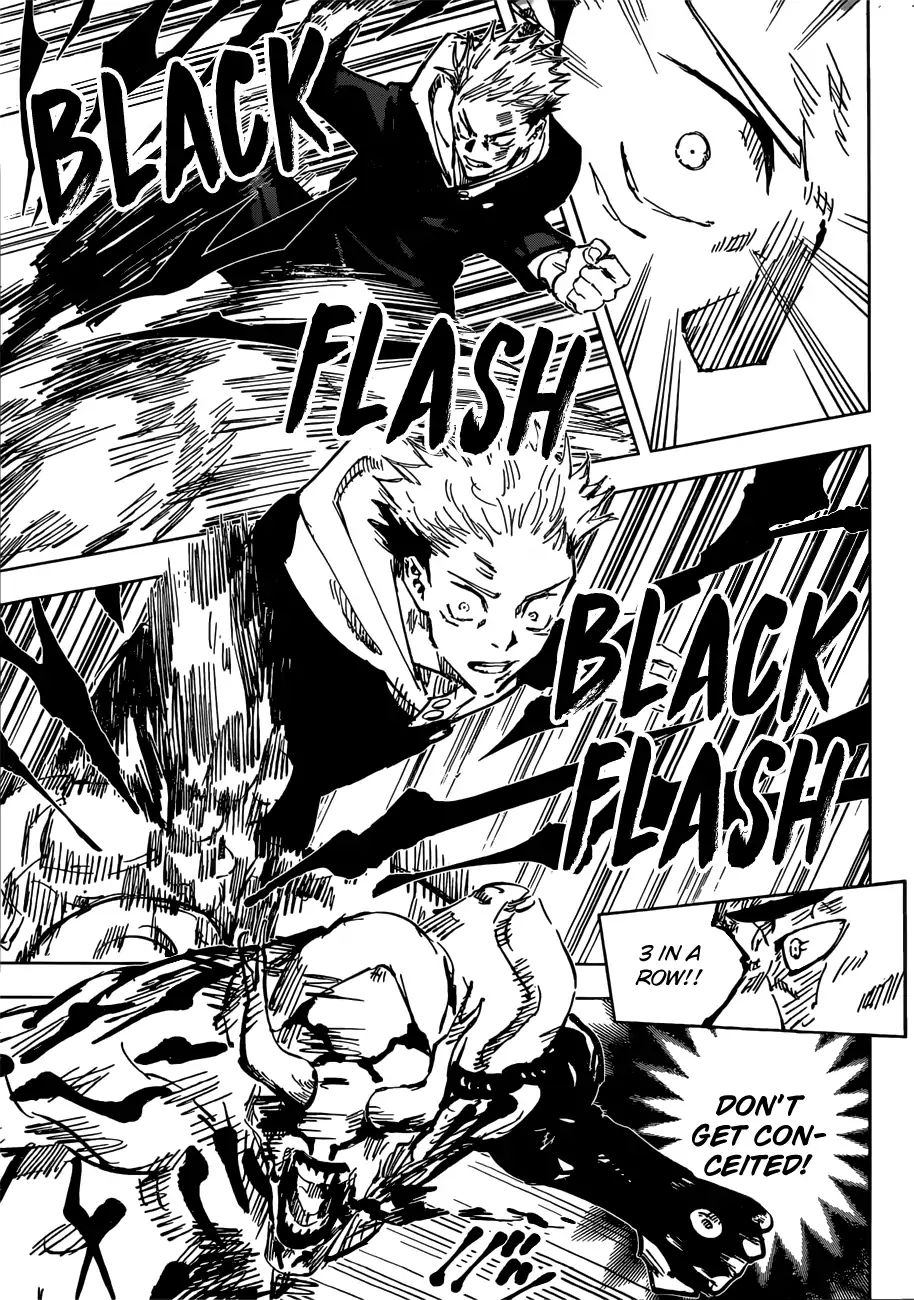 BLACK
FLASH
BLACK
FLASH
3 IN A
ROW!!
DON'T
GET CON-
CEITED!